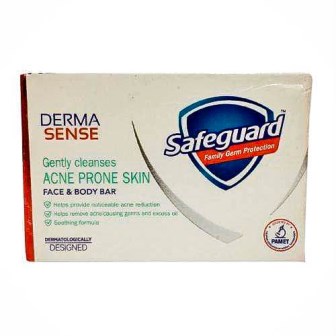 DERMA
SENSE
Gently cleanses
ACNE PRONE SKIN
FACE & BODY BAR
Helps provide noticeable acne reduction
Helps remove acne causing germs and excess oil
Soothing formula
DERMATOLOGICALLY
DESIGNED
Safeguard
Family Germ Protection
PAMET